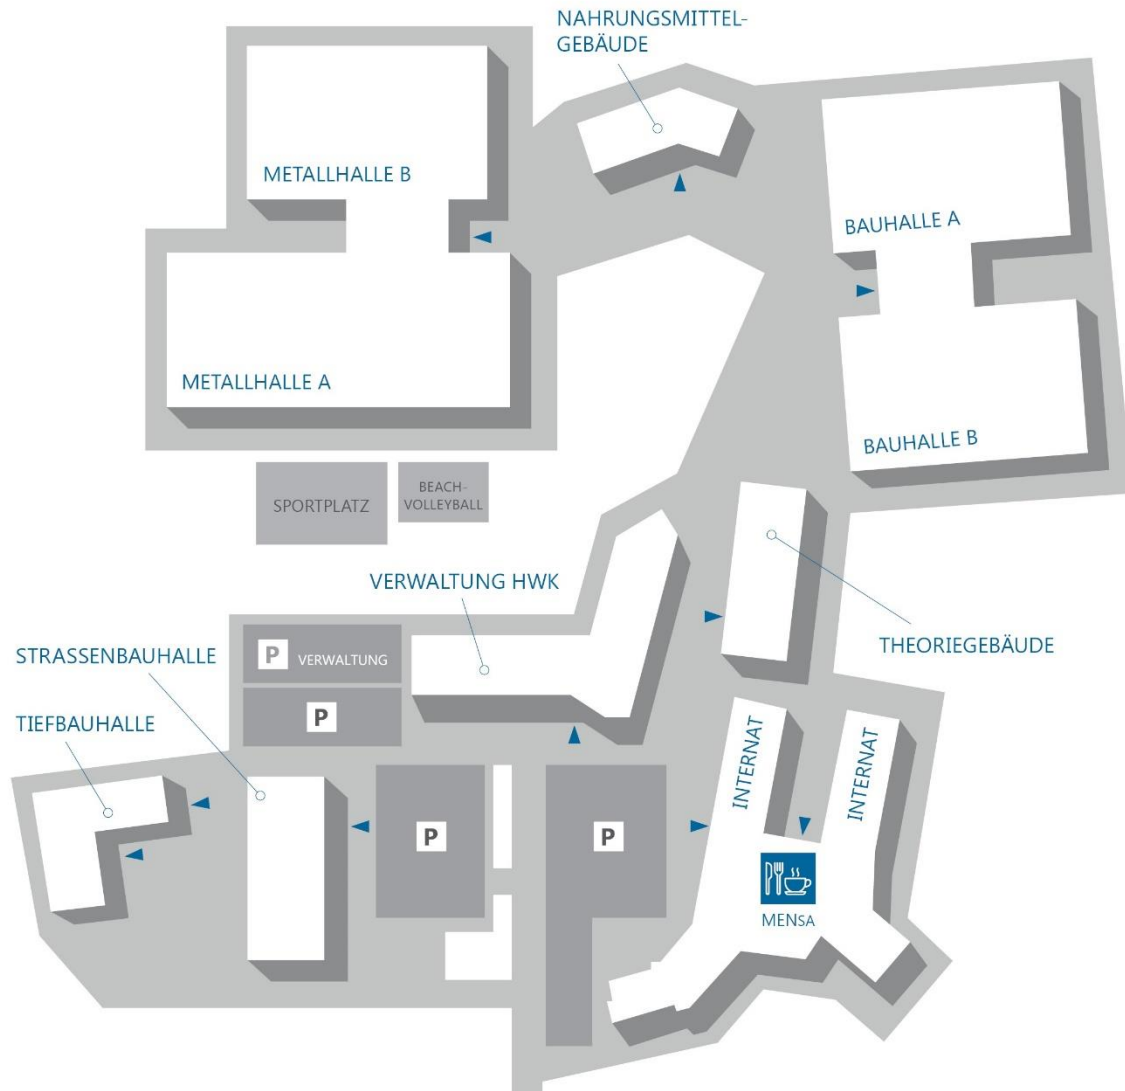 NAHRUNGSMITTEL-
GEBÄUDE
METALLHALLE B
BAUHALLE A
METALLHALLE A
BAUHALLE B
SPORTPLATZ
BEACH-
VOLLEYBALL
VERWALTUNG HWK
THEORIEGEBÄUDE
STRASSENBAUHALLE
P VERWALTUNG
TIEFBAUHALLE
P
INTERNAT
INTERNAT
P
P
MENSA